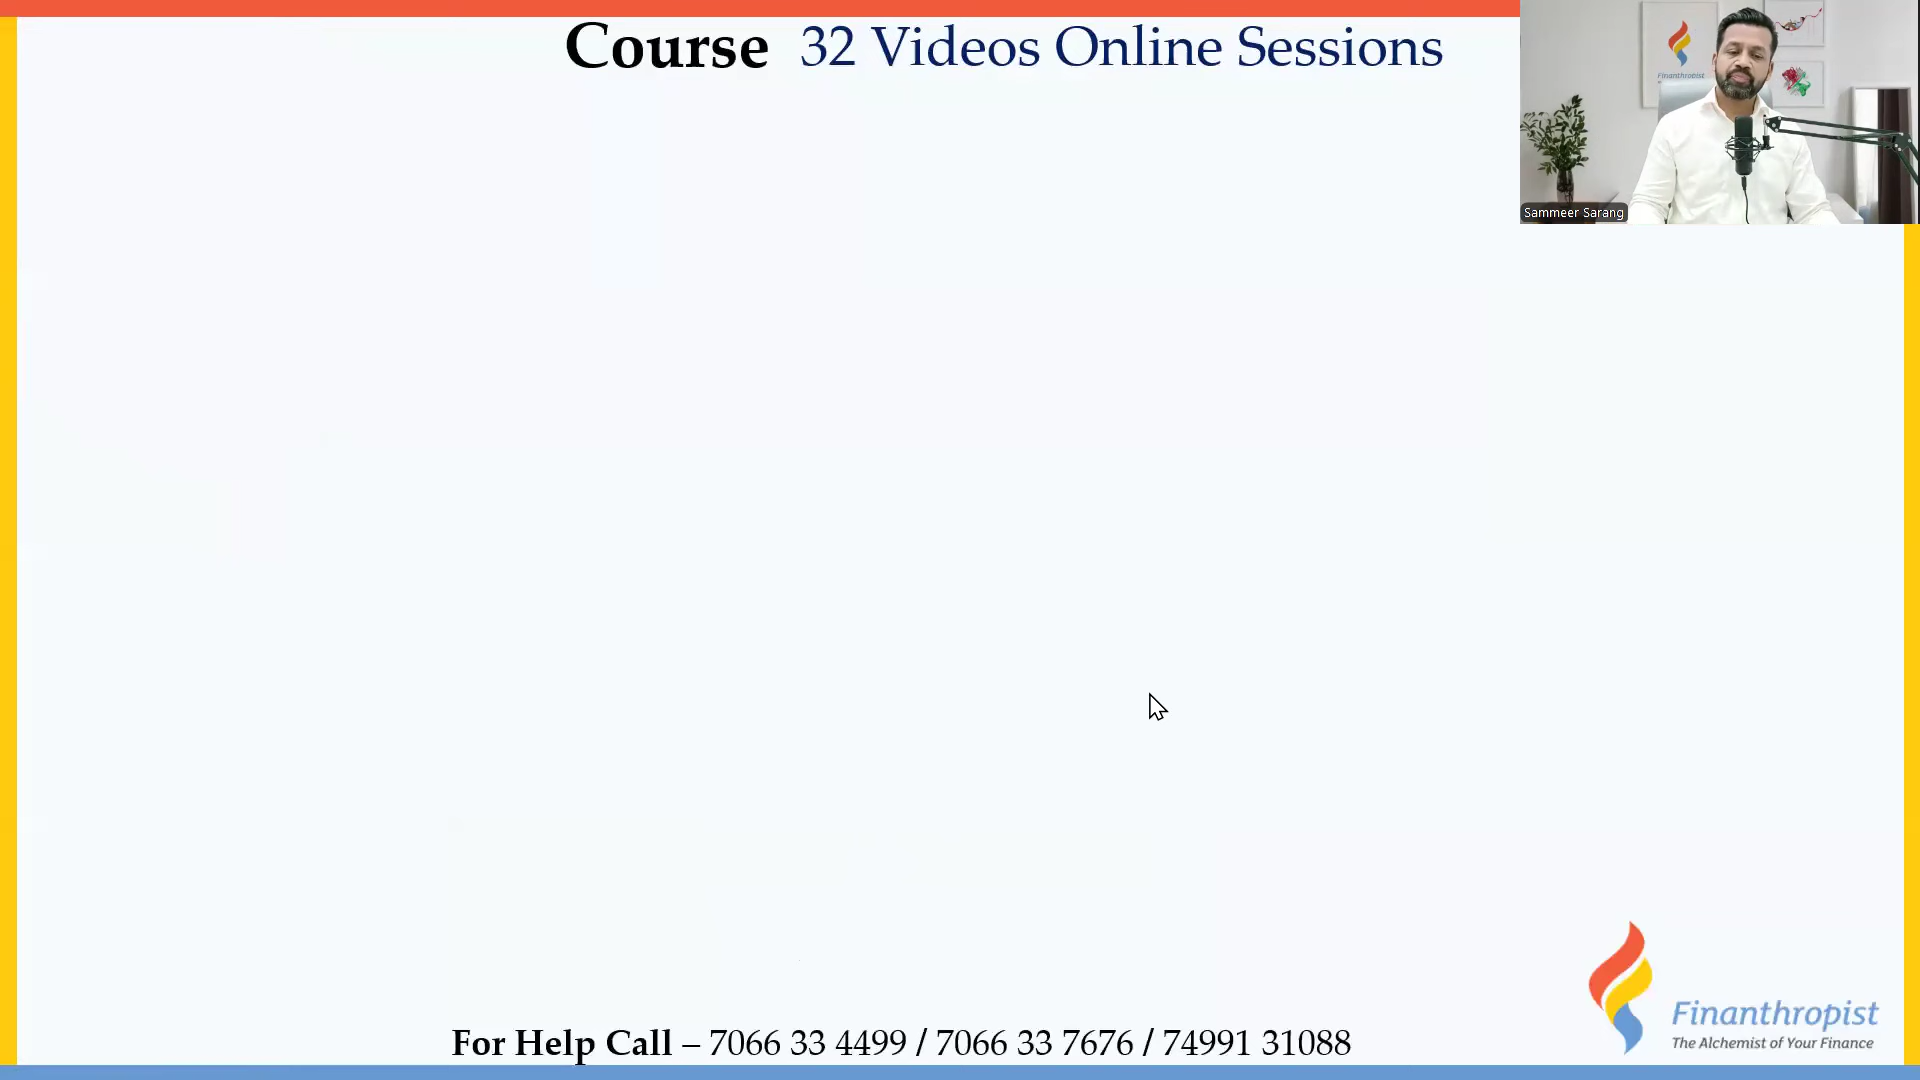 Course 32 Videos Online Sessions
Finanthropist
Sammeer Sarang
For Help Call – 7066 33 4499 / 7066 33 7676 / 74991 31088
Finanthropist
The Alchemist of Your Finance